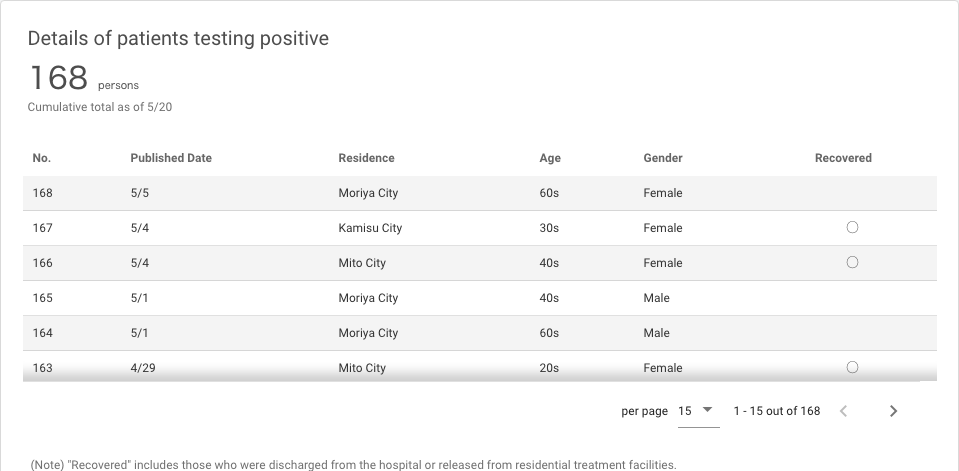 Details of patients testing positive
168 persons
Cumulative total as of 5/20
No. Published Date Residence Age Gender Recovered
168 5/5 Moriya City 60s Female
167 5/4 Kamisu City 30s Female ○
166 5/4 Mito City 40s Female ○
165 5/1 Moriya City 40s Male
164 5/1 Moriya City 60s Male
163 4/29 Mito City 20s Female ○
per page 15 1 - 15 out of 168
(Note) "Recovered" includes those who were discharged from the hospital or released from residential treatment facilities.